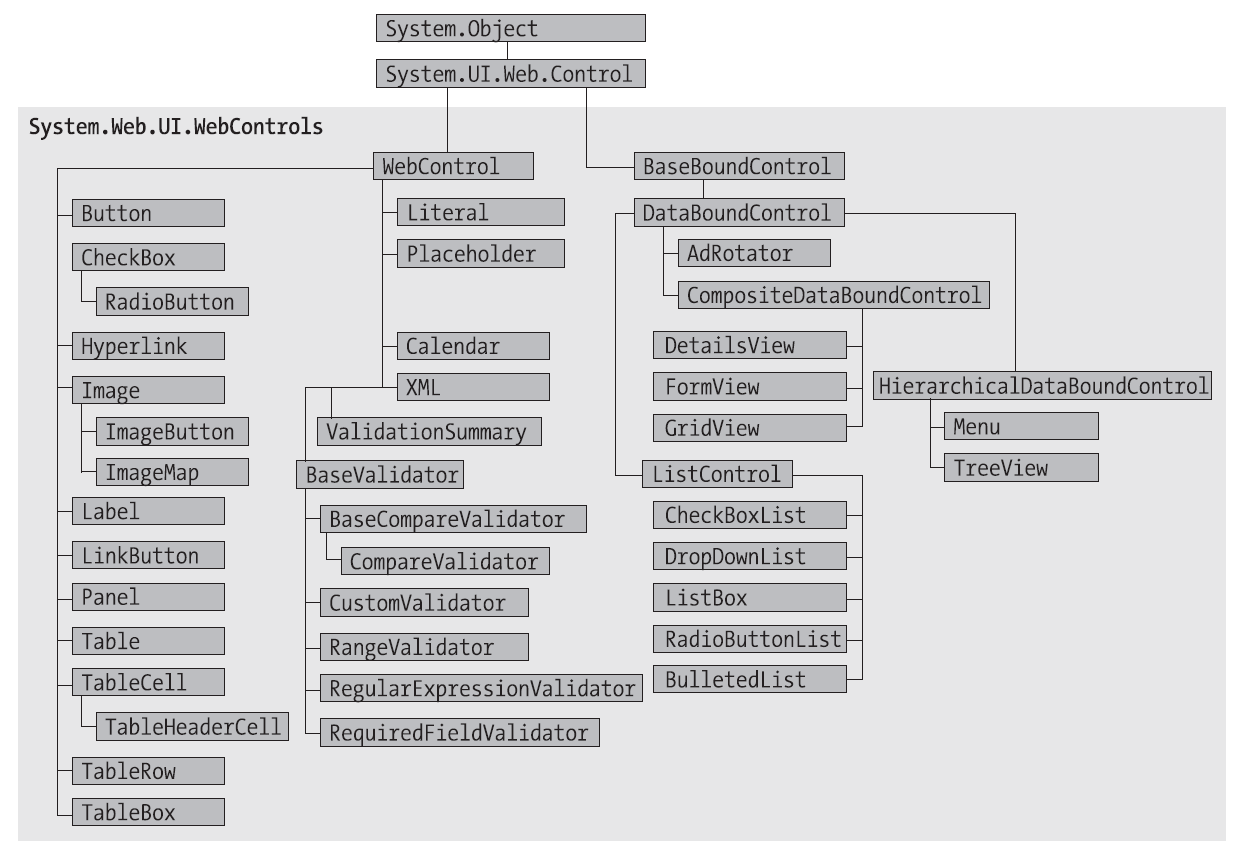 System.Object
System.UI.Web.Control
System.Web.UI.WebControls
WebControl
Button
CheckBox
RadioButton
Hyperlink
Image
ImageButton
ImageMap
Label
LinkButton
Panel
Table
TableCell
TableHeaderCell
TableRow
TableBox
Literal
Placeholder
Calendar
XML
ValidationSummary
BaseValidator
BaseCompareValidator
CompareValidator
CustomValidator
RangeValidator
RegularExpressionValidator
RequiredFieldValidator
BaseBoundControl
DataBoundControl
AdRotator
CompositeDataBoundControl
DetailsView
FormView
GridView
ListControl
CheckBoxList
DropDownList
ListBox
RadioButtonList
BulletedList
HierarchicalDataBoundControl
Menu
TreeView